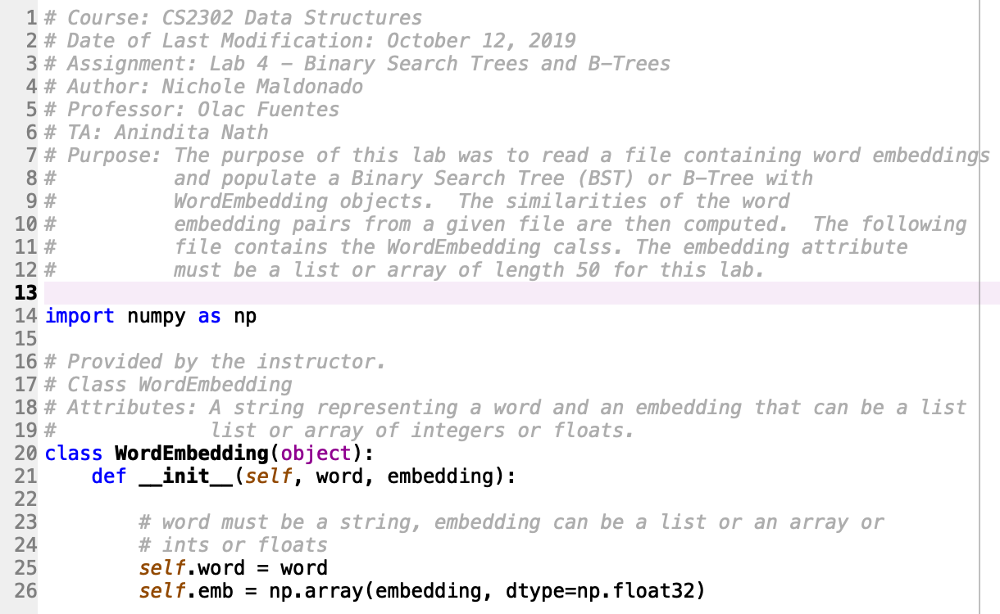 1 # Course: CS2302 Data Structures
2 # Date of Last Modification: October 12, 2019
3 # Assignment: Lab 4 – Binary Search Trees and B–Trees
4 # Author: Nichole Maldonado
5 # Professor: Olac Fuentes
6 # TA: Anindita Nath
7 # Purpose: The purpose of this lab was to read a file containing word embeddings
8 #          and populate a Binary Search Tree (BST) or B–Tree with
9 #          WordEmbedding objects.  The similarities of the word
10 #          embedding pairs from a given file are then computed.  The following
11 #          file contains the WordEmbedding calss. The embedding attribute
12 #          must be a list or array of length 50 for this lab.
13
14 import numpy as np
15
16 # Provided by the instructor.
17 # Class WordEmbedding
18 # Attributes: A string representing a word and an embedding that can be a list
19 #             list or array of integers or floats.
20 class WordEmbedding(object):
21     def __init__(self, word, embedding):
22
23         # word must be a string, embedding can be a list or an array or
24         # ints or floats
25         self.word = word
26         self.emb = np.array(embedding, dtype=np.float32)